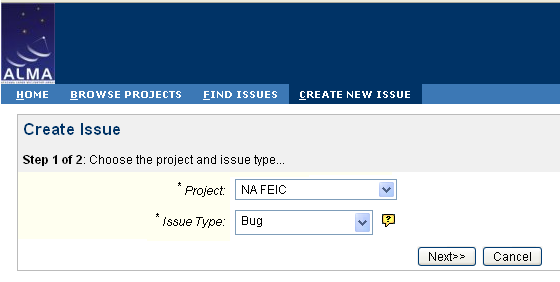 ALMA
HOME BROWSE PROJECTS FIND ISSUES CREATE NEW ISSUE
Create Issue
Step 1 of 2: Choose the project and issue type...
* Project: NA FEIC
* Issue Type: Bug ?
Next>> Cancel